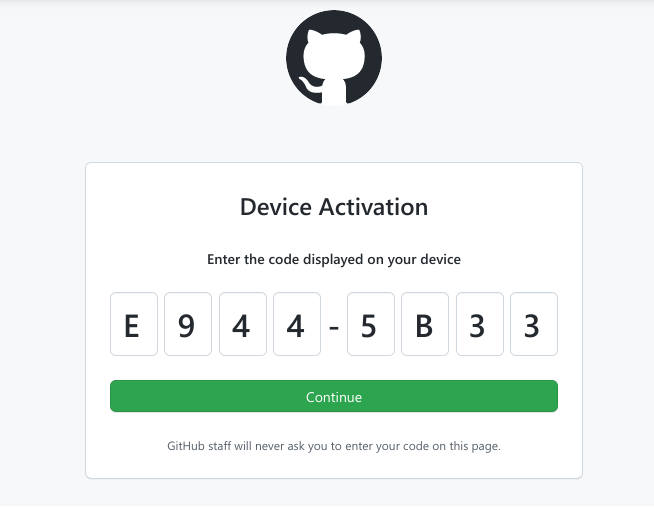 Device Activation
Enter the code displayed on your device
E 9 4 4 - 5 B 3 3
Continue
GitHub staff will never ask you to enter your code on this page.